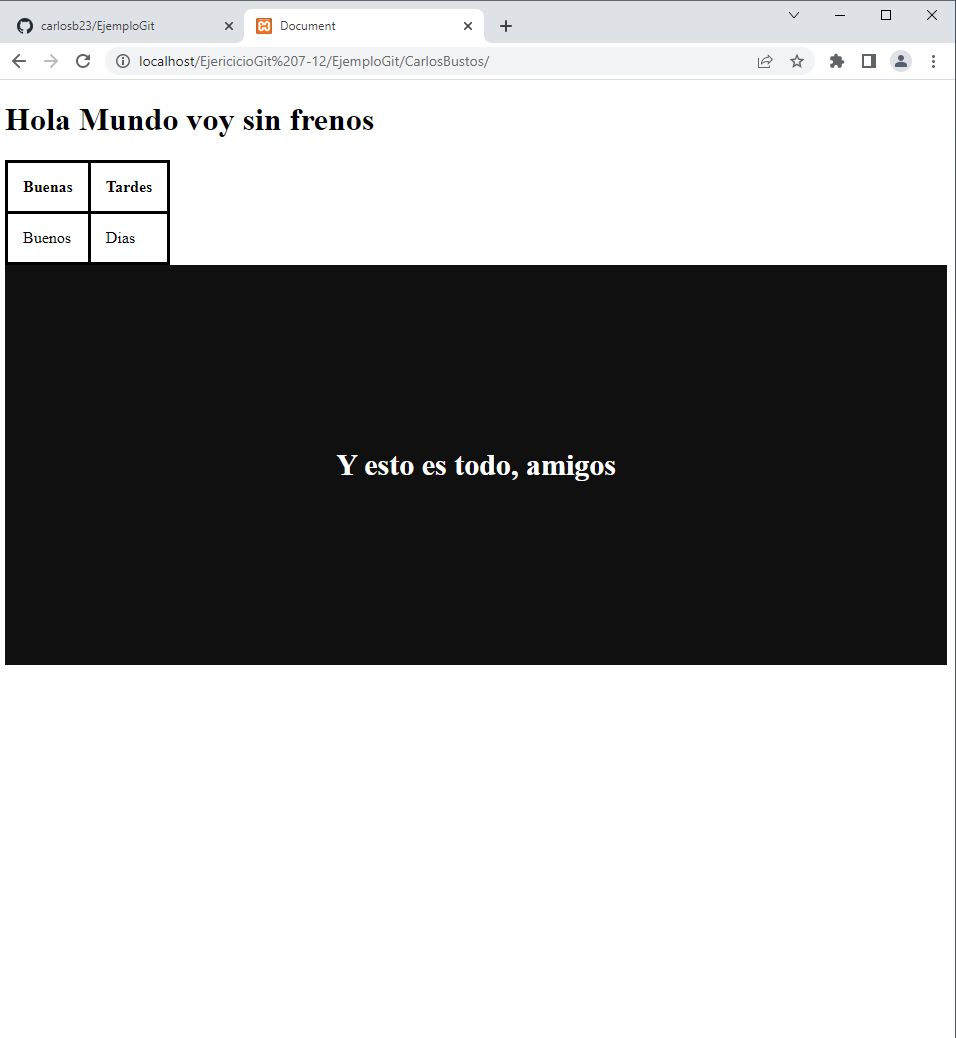 carlosb23/EjemploGit
Document
localhost/EjericicioGit%207-12/EjemploGit/CarlosBustos/
Hola Mundo voy sin frenos
Buenas Tardes
Buenos Dias
Y esto es todo, amigos